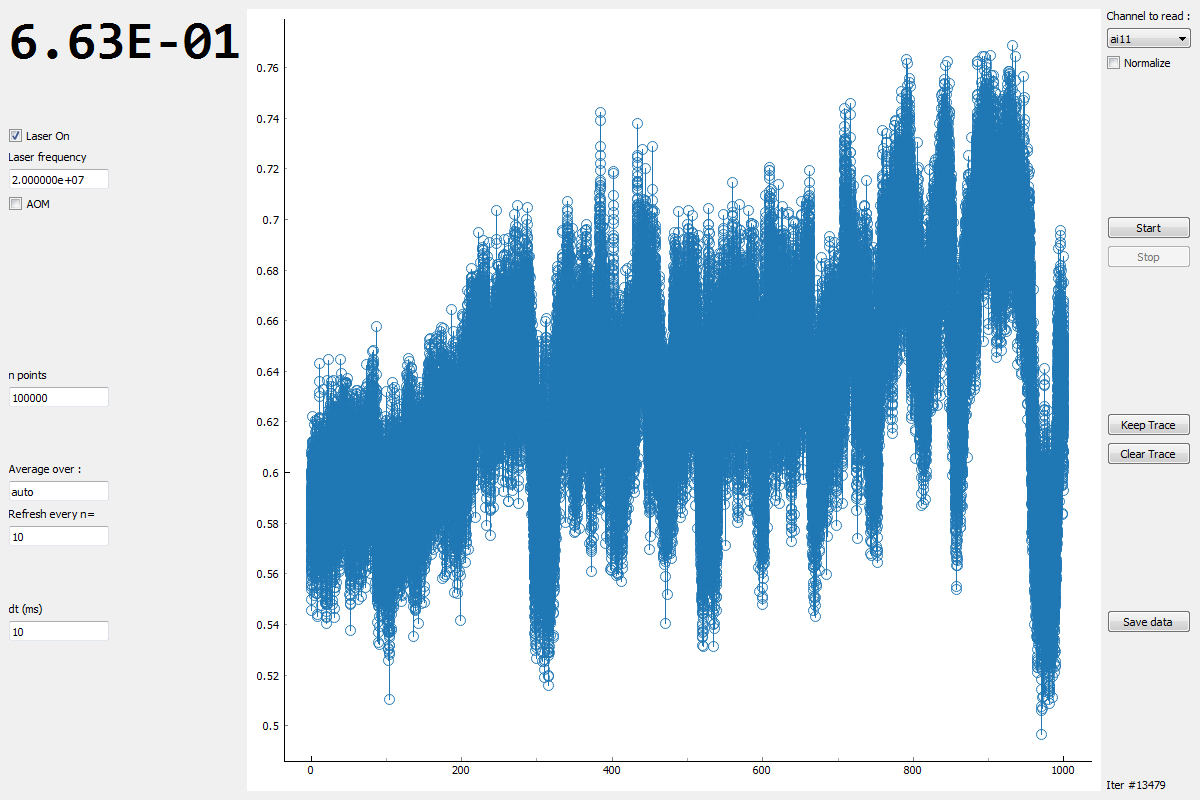 6.63E-01
Laser On
Laser frequency
2.000000e+07
AOM
n points
100000
Average over :
auto
Refresh every n=
10
dt (ms)
10
0.76
0.74
0.72
0.7
0.68
0.66
0.64
0.62
0.6
0.58
0.56
0.54
0.52
0.5
0 200 400 600 800 1000
Channel to read :
ai11
Normalize
Start
Stop
Keep Trace
Clear Trace
Save data
Iter #13479